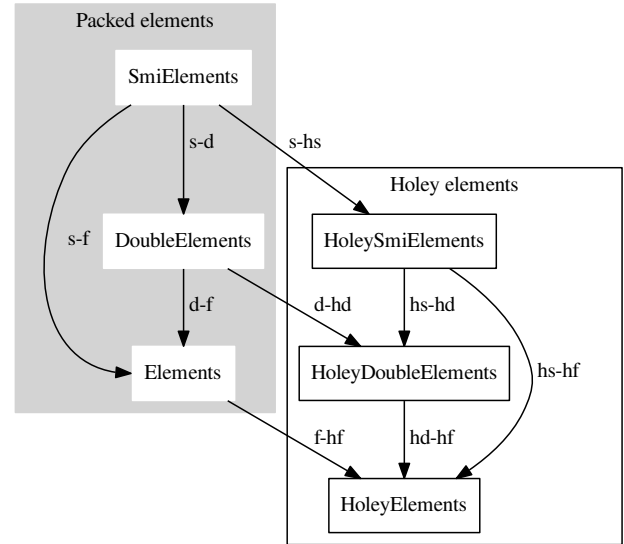 Packed elements
SmiElements
s-d
s-hs
Holey elements
s-f
DoubleElements
HoleySmiElements
d-f
d-hd
hs-hd
Elements
HoleyDoubleElements
hs-hf
f-hf
hd-hf
HoleyElements